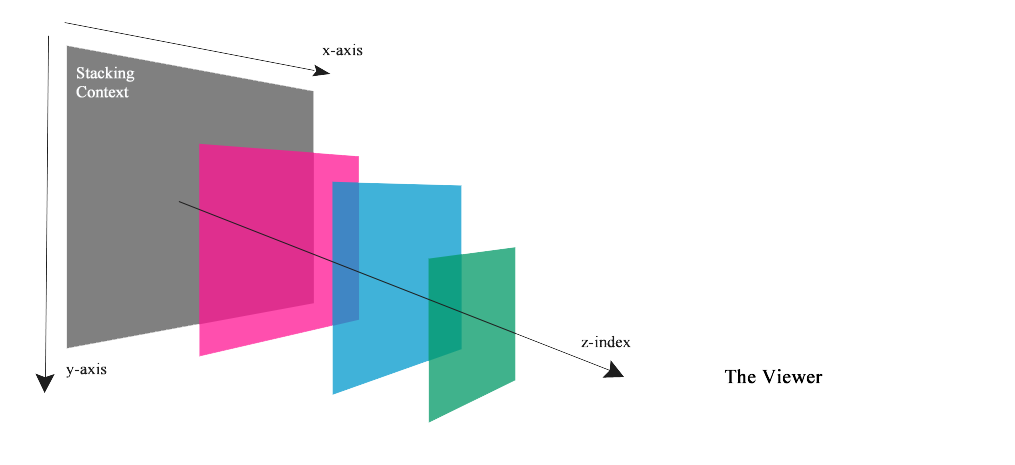 x-axis
Stacking
Context
z-index
y-axis
The Viewer